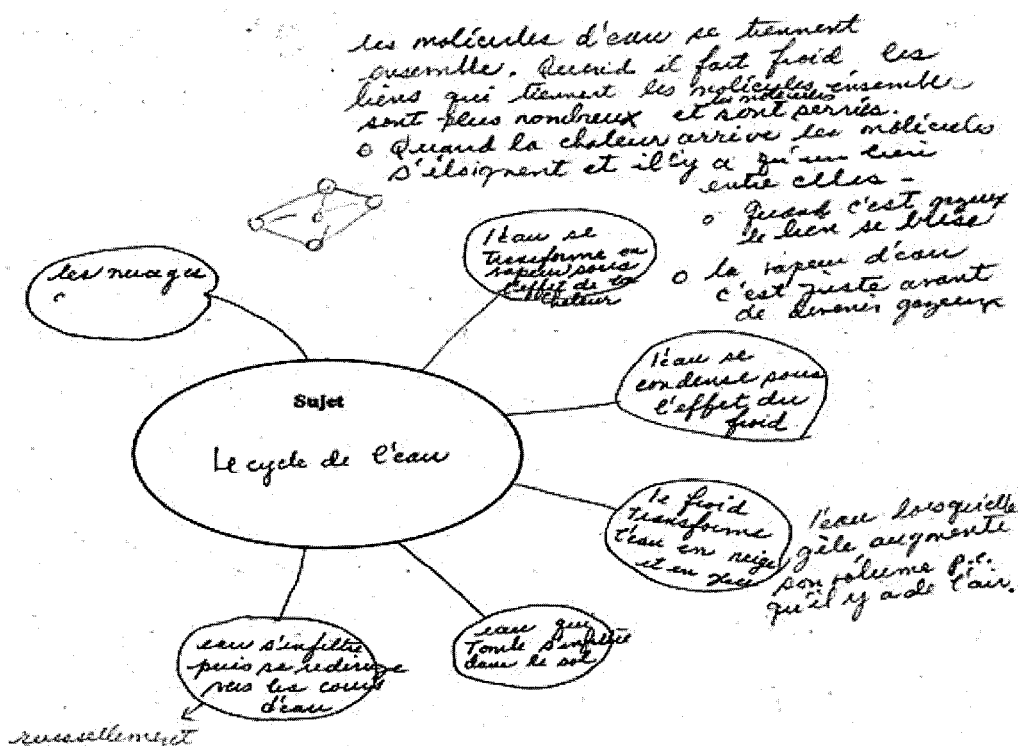 les molécules d'eau se tiennent
ensemble. Quand il fait froid les
liens qui tiennent les molécules ensemble
sont plus nombreux et les molécules sont serrés.
o Quand la chaleur arrive les molécules
s'éloignent et il y a qu'un lien
entre elles -
o Quand c'est gazeux
le lien se brise
o la vapeur d'eau
c'est juste avant
de devenir gazeux
les nuages
l'eau se
transforme en
vapeur sous
l'effet de la
chaleur
l'eau se
condense sous
l'effet du
froid
Sujet
Le cycle de l'eau
le froid
transforme
l'eau en neige
et en
l'eau lorsqu'elle
gèle, augmente
son volume p.c.
qu'il y a de l'air.
eau qui
tombe s'infiltre
dans le sol
eau s'infiltre
puis se redirige
vers les cours
d'eau
ruissellement